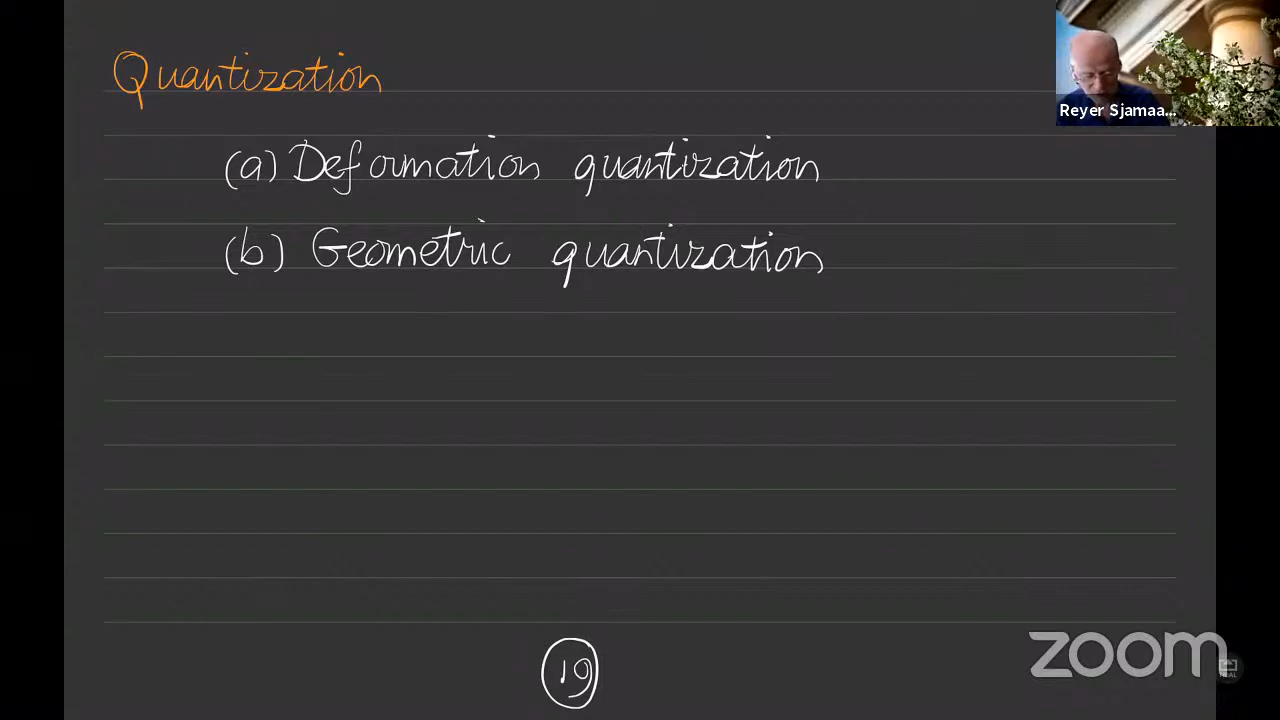 Quantization
Reyer Sjamaa...
(a) Deformation quantization
(b) Geometric quantization
19
zoom